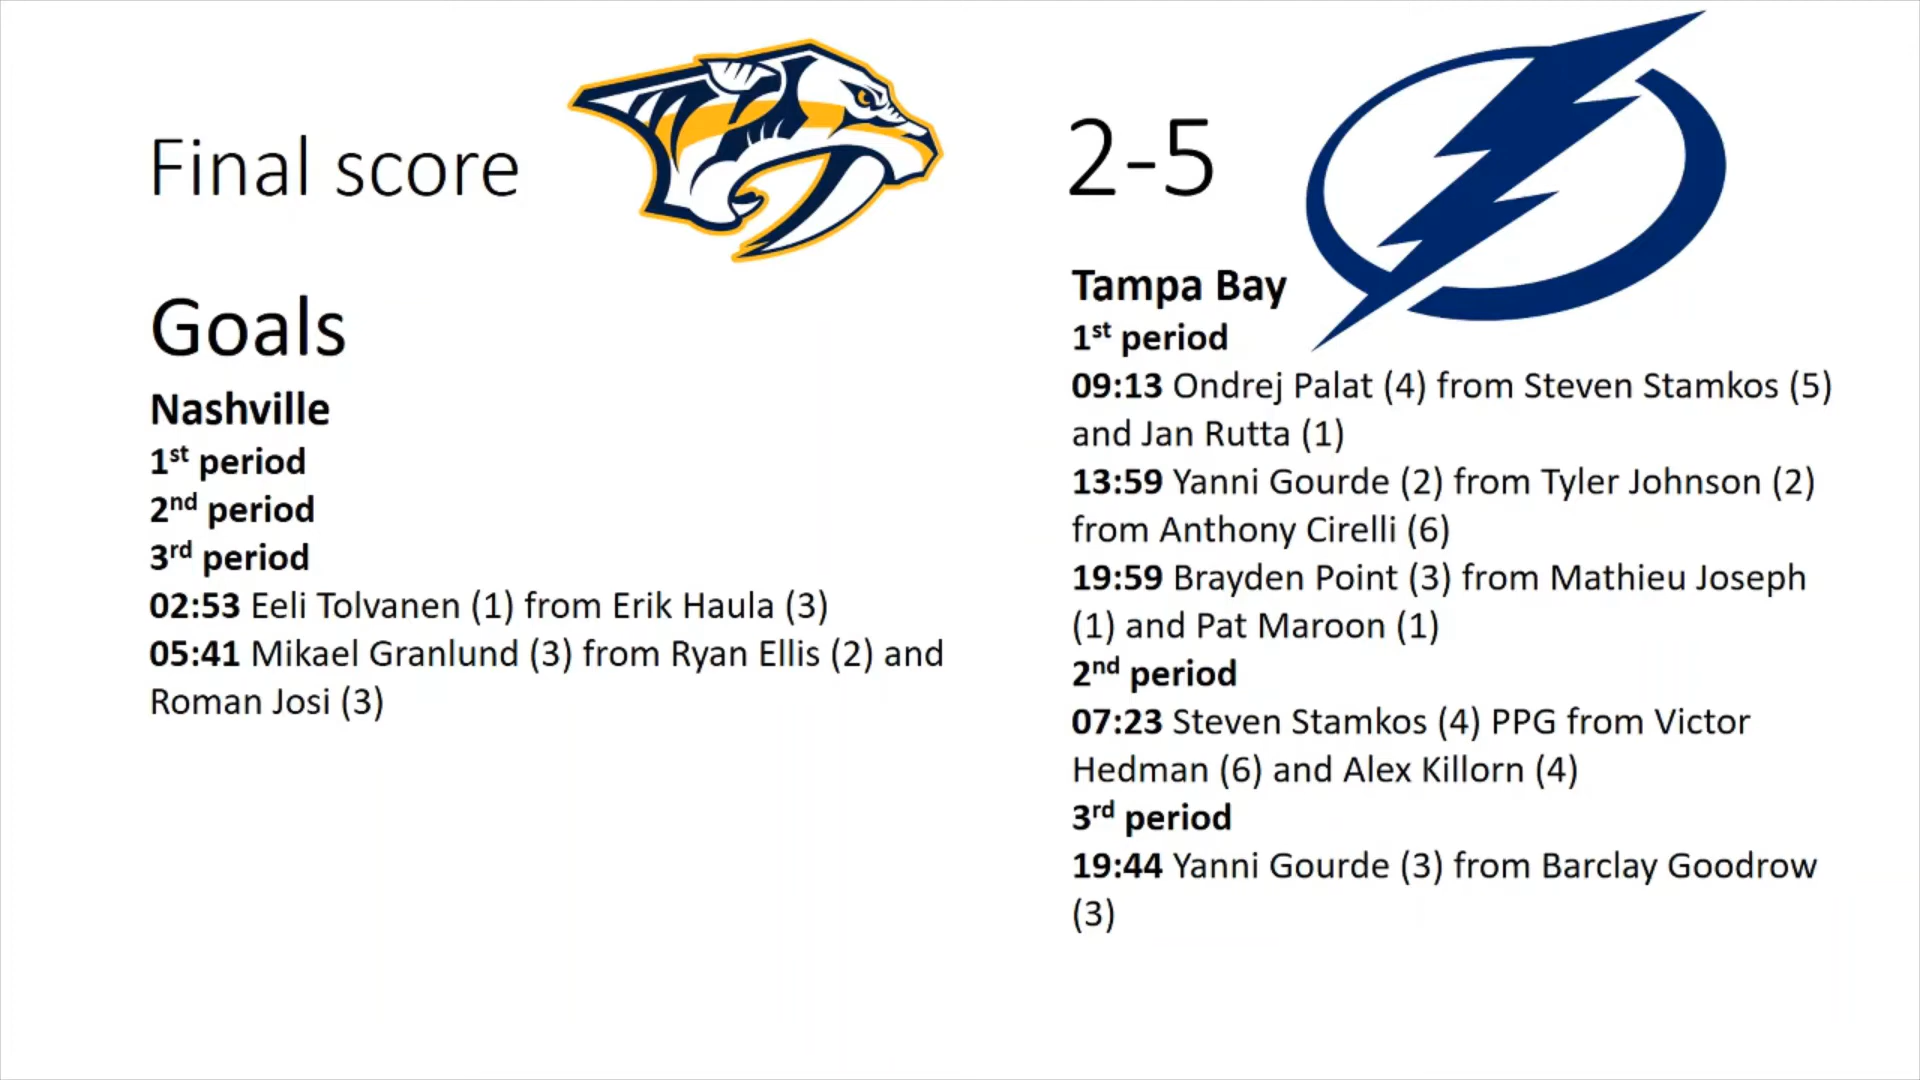 Final score
2-5
Goals
Nashville
1st period
2nd period
3rd period
02:53 Eeli Tolvanen (1) from Erik Haula (3)
05:41 Mikael Granlund (3) from Ryan Ellis (2) and
Roman Josi (3)
Tampa Bay
1st period
09:13 Ondrej Palat (4) from Steven Stamkos (5)
and Jan Rutta (1)
13:59 Yanni Gourde (2) from Tyler Johnson (2)
from Anthony Cirelli (6)
19:59 Brayden Point (3) from Mathieu Joseph
(1) and Pat Maroon (1)
2nd period
07:23 Steven Stamkos (4) PPG from Victor
Hedman (6) and Alex Killorn (4)
3rd period
19:44 Yanni Gourde (3) from Barclay Goodrow
(3)